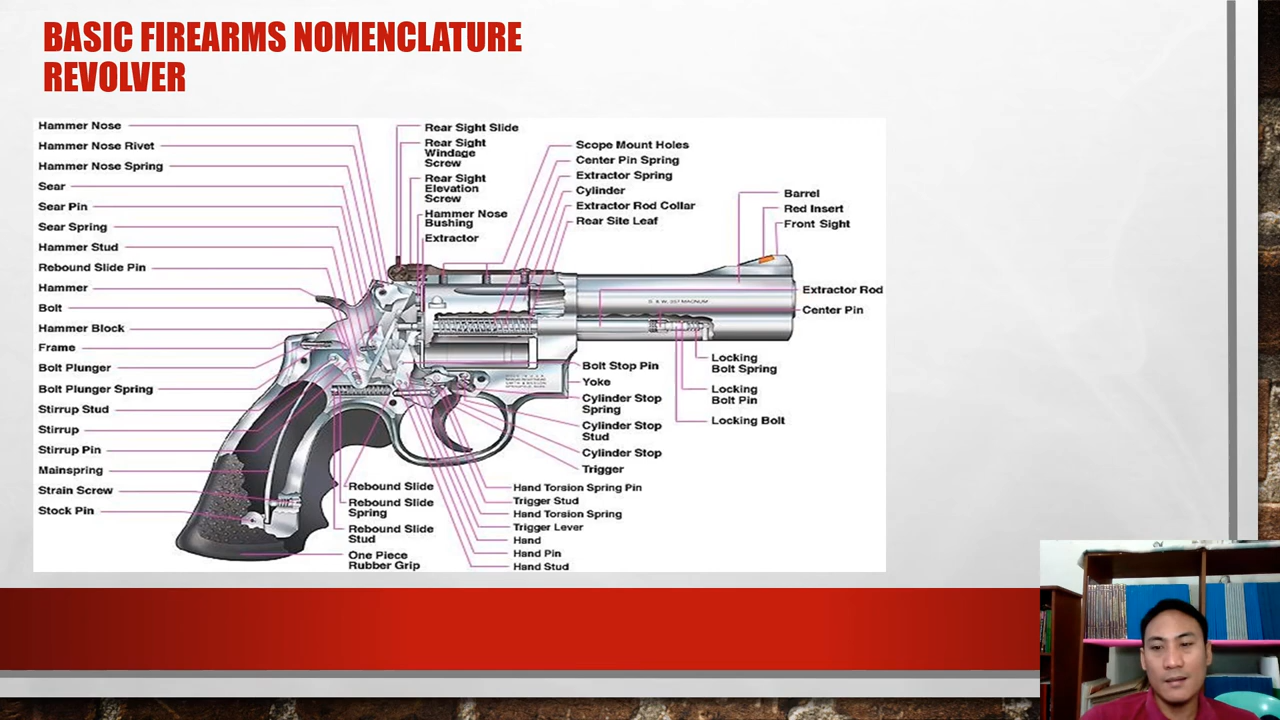 BASIC FIREARMS NOMENCLATURE
REVOLVER
Hammer Nose
Hammer Nose Rivet
Hammer Nose Spring
Sear
Sear Pin
Sear Spring
Hammer Stud
Rebound Slide Pin
Hammer
Bolt
Hammer Block
Frame
Bolt Plunger
Bolt Plunger Spring
Stirrup Stud
Stirrup
Stirrup Pin
Mainspring
Strain Screw
Stock Pin
Rear Sight Slide
Rear Sight
Windage
Screw
Rear Sight
Elevation
Screw
Hammer Nose
Bushing
Extractor
Scope Mount Holes
Center Pin Spring
Extractor Spring
Cylinder
Extractor Rod Collar
Rear Site Leaf
Barrel
Red Insert
Front Sight
Extractor Rod
Center Pin
Locking
Bolt Spring
Locking
Bolt Pin
Locking Bolt
Bolt Stop Pin
Yoke
Cylinder Stop
Spring
Cylinder Stop
Stud
Cylinder Stop
Trigger
Rebound Slide
Rebound Slide
Spring
Rebound Slide
Stud
One Piece
Rubber Grip
Hand Torsion Spring Pin
Trigger Stud
Hand Torsion Spring
Trigger Lever
Hand
Hand Pin
Hand Stud